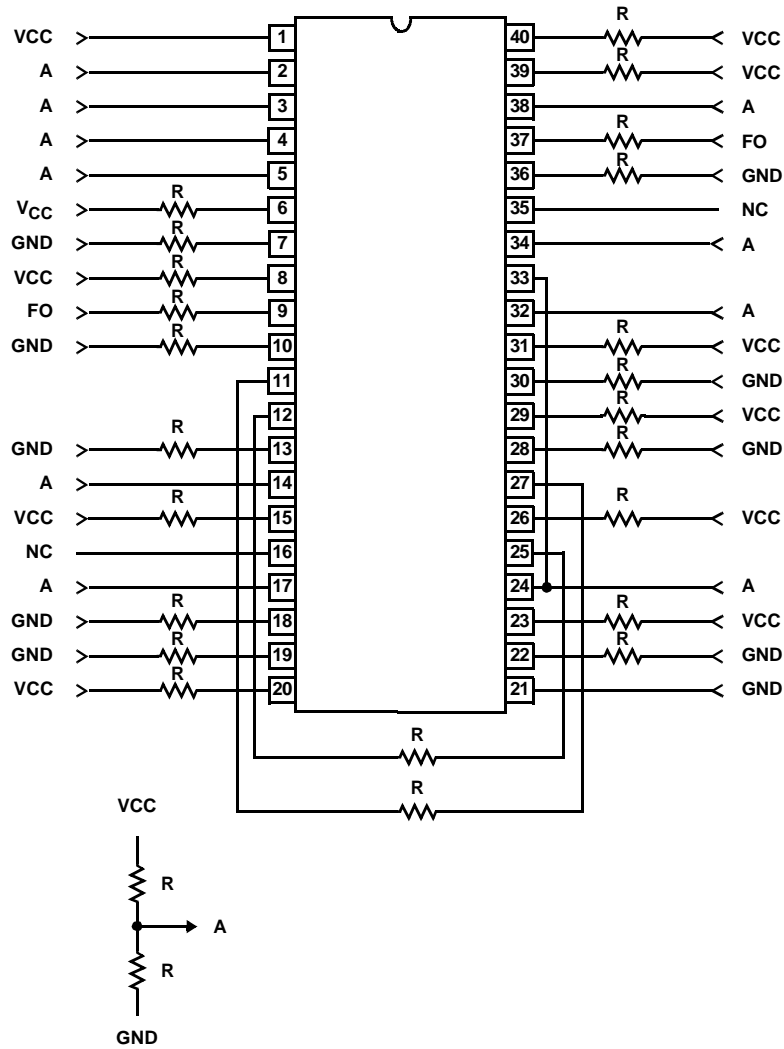 R
VCC 1 40 VCC
R
A 2 39 VCC
A 3 38 A
R
A 4 37 FO
R
A 5 36 GND
R
VCC 6 35 NC
R
GND 7 34 A
R
VCC 8 33
R
FO 9 32 A
R R
GND 10 31 VCC
R
11 30 GND
R
12 29 VCC
R R
GND 13 28 GND
A 14 27
R R
VCC 15 26 VCC
NC 16 25
A 17 24 A
R R
GND 18 23 VCC
R R
GND 19 22 GND
R
VCC 20 21 GND
R
R
VCC
R
A
R
GND